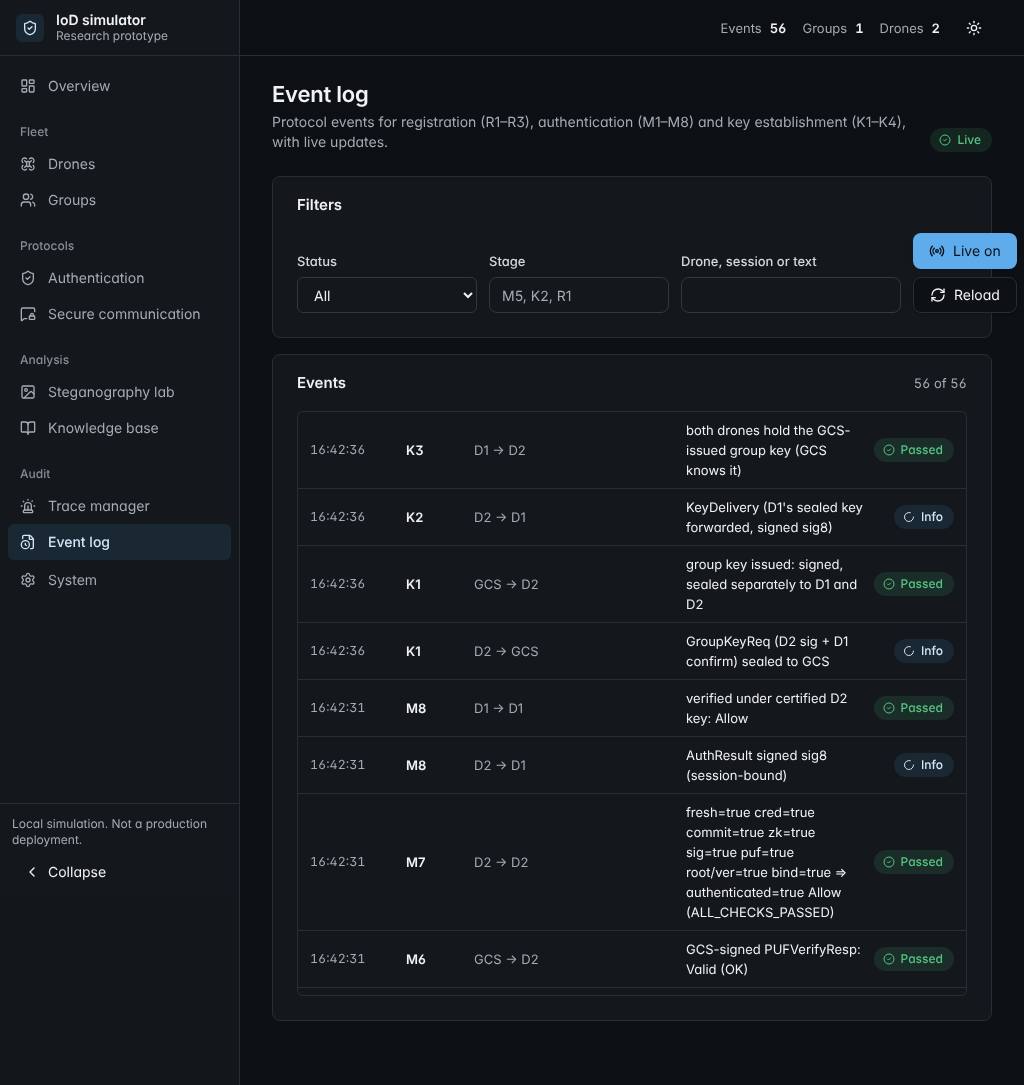 IoD simulator
Research prototype
Events 56 Groups 1 Drones 2
Overview
Fleet
Drones
Groups
Protocols
Authentication
Secure communication
Analysis
Steganography lab
Knowledge base
Audit
Trace manager
Event log
System
Local simulation. Not a production
deployment.
Collapse
Event log
Protocol events for registration (R1–R3), authentication (M1–M8) and key establishment (K1–K4),
with live updates.
Live
Filters
Status
All
Stage
M5, K2, R1
Drone, session or text
Live on
Reload
Events
56 of 56
16:42:36 K3 D1 → D2
both drones hold the GCS-
issued group key (GCS
knows it)
Passed
16:42:36 K2 D2 → D1
KeyDelivery (D1's sealed key
forwarded, signed sig8)
Info
16:42:36 K1 GCS → D2
group key issued: signed,
sealed separately to D1 and
D2
Passed
16:42:36 K1 D2 → GCS
GroupKeyReq (D2 sig + D1
confirm) sealed to GCS
Info
16:42:31 M8 D1 → D1
verified under certified D2
key: Allow
Passed
16:42:31 M8 D2 → D1
AuthResult signed sig8
(session-bound)
Info
16:42:31 M7 D2 → D2
fresh=true cred=true
commit=true zk=true
sig=true puf=true
root/ver=true bind=true ⇒
authenticated=true Allow
(ALL_CHECKS_PASSED)
Passed
16:42:31 M6 GCS → D2
GCS-signed PUFVerifyResp:
Valid (OK)
Passed